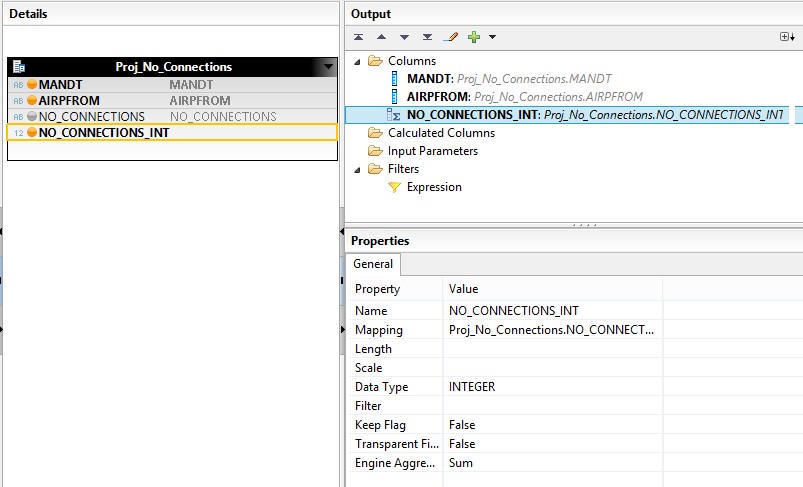 Details
Proj_No_Connections
AB MANDT MANDT
AB AIRPFROM AIRPFROM
AB NO_CONNECTIONS NO_CONNECTIONS
12 NO_CONNECTIONS_INT
Output
Columns
MANDT: Proj_No_Connections.MANDT
AIRPFROM: Proj_No_Connections.AIRPFROM
NO_CONNECTIONS_INT: Proj_No_Connections.NO_CONNECTIONS_INT
Calculated Columns
Input Parameters
Filters
Expression
Properties
General
Property Value
Name NO_CONNECTIONS_INT
Mapping Proj_No_Connections.NO_CONNECT...
Length
Scale
Data Type INTEGER
Filter
Keep Flag False
Transparent Fi... False
Engine Aggre... Sum